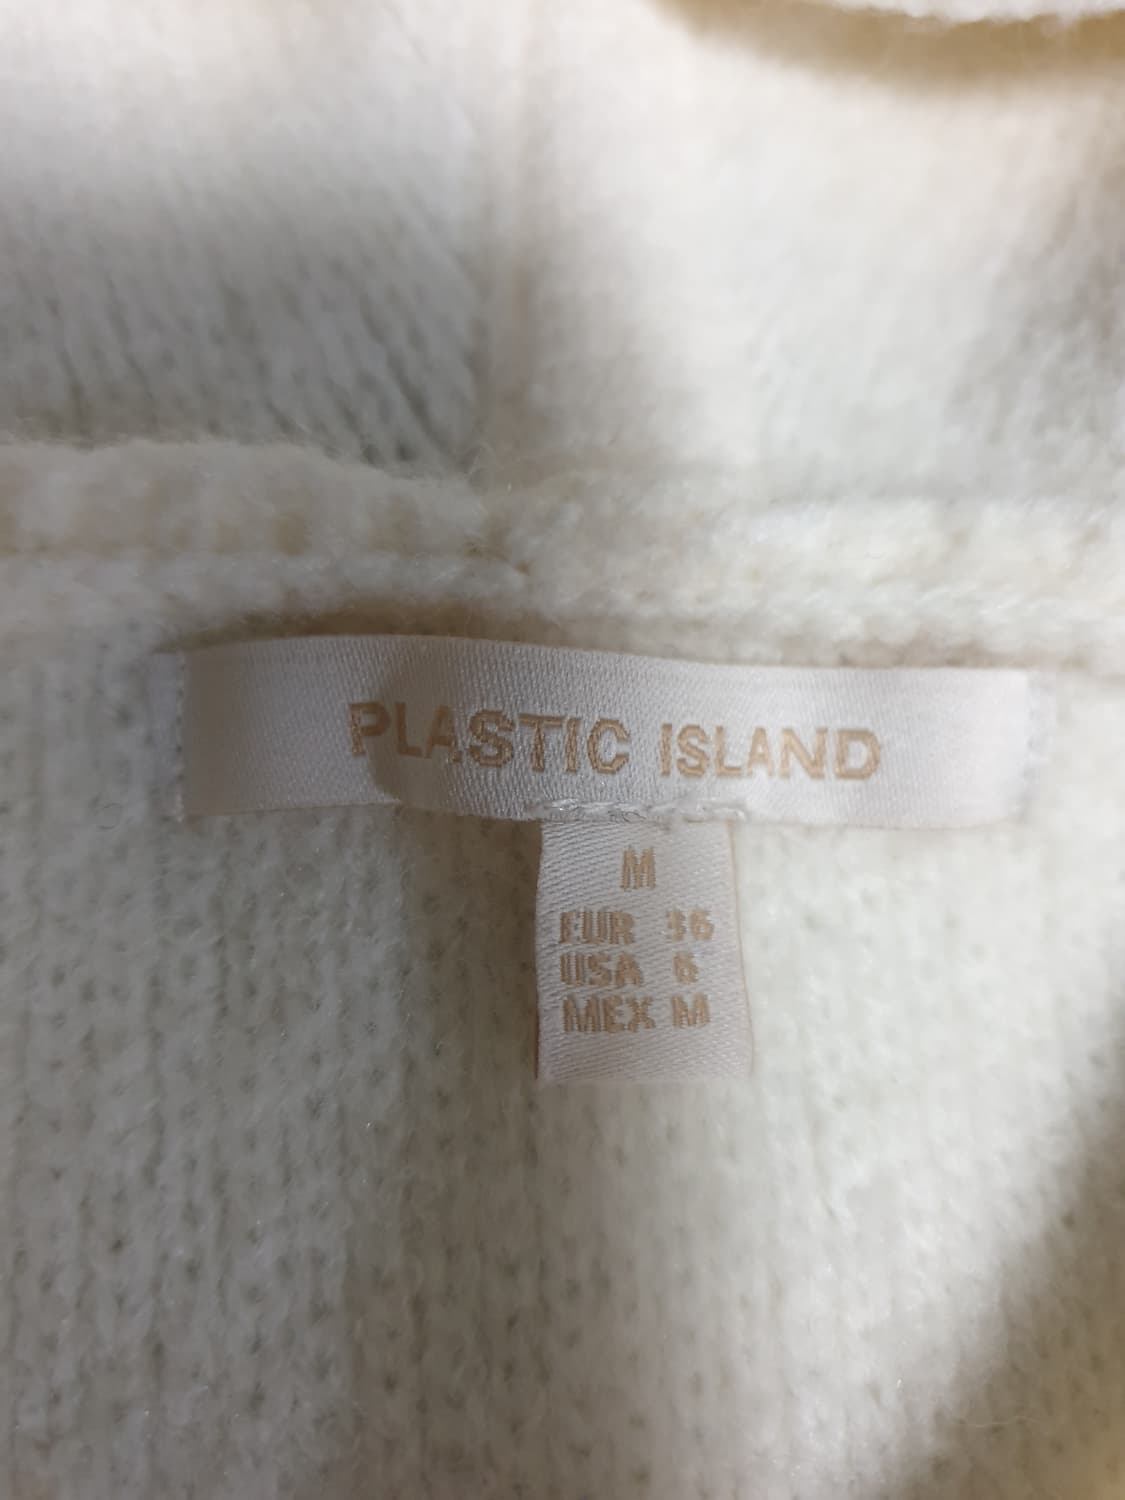 PLASTIC ISLAND
M
EUR 36
USA 6
MEX M